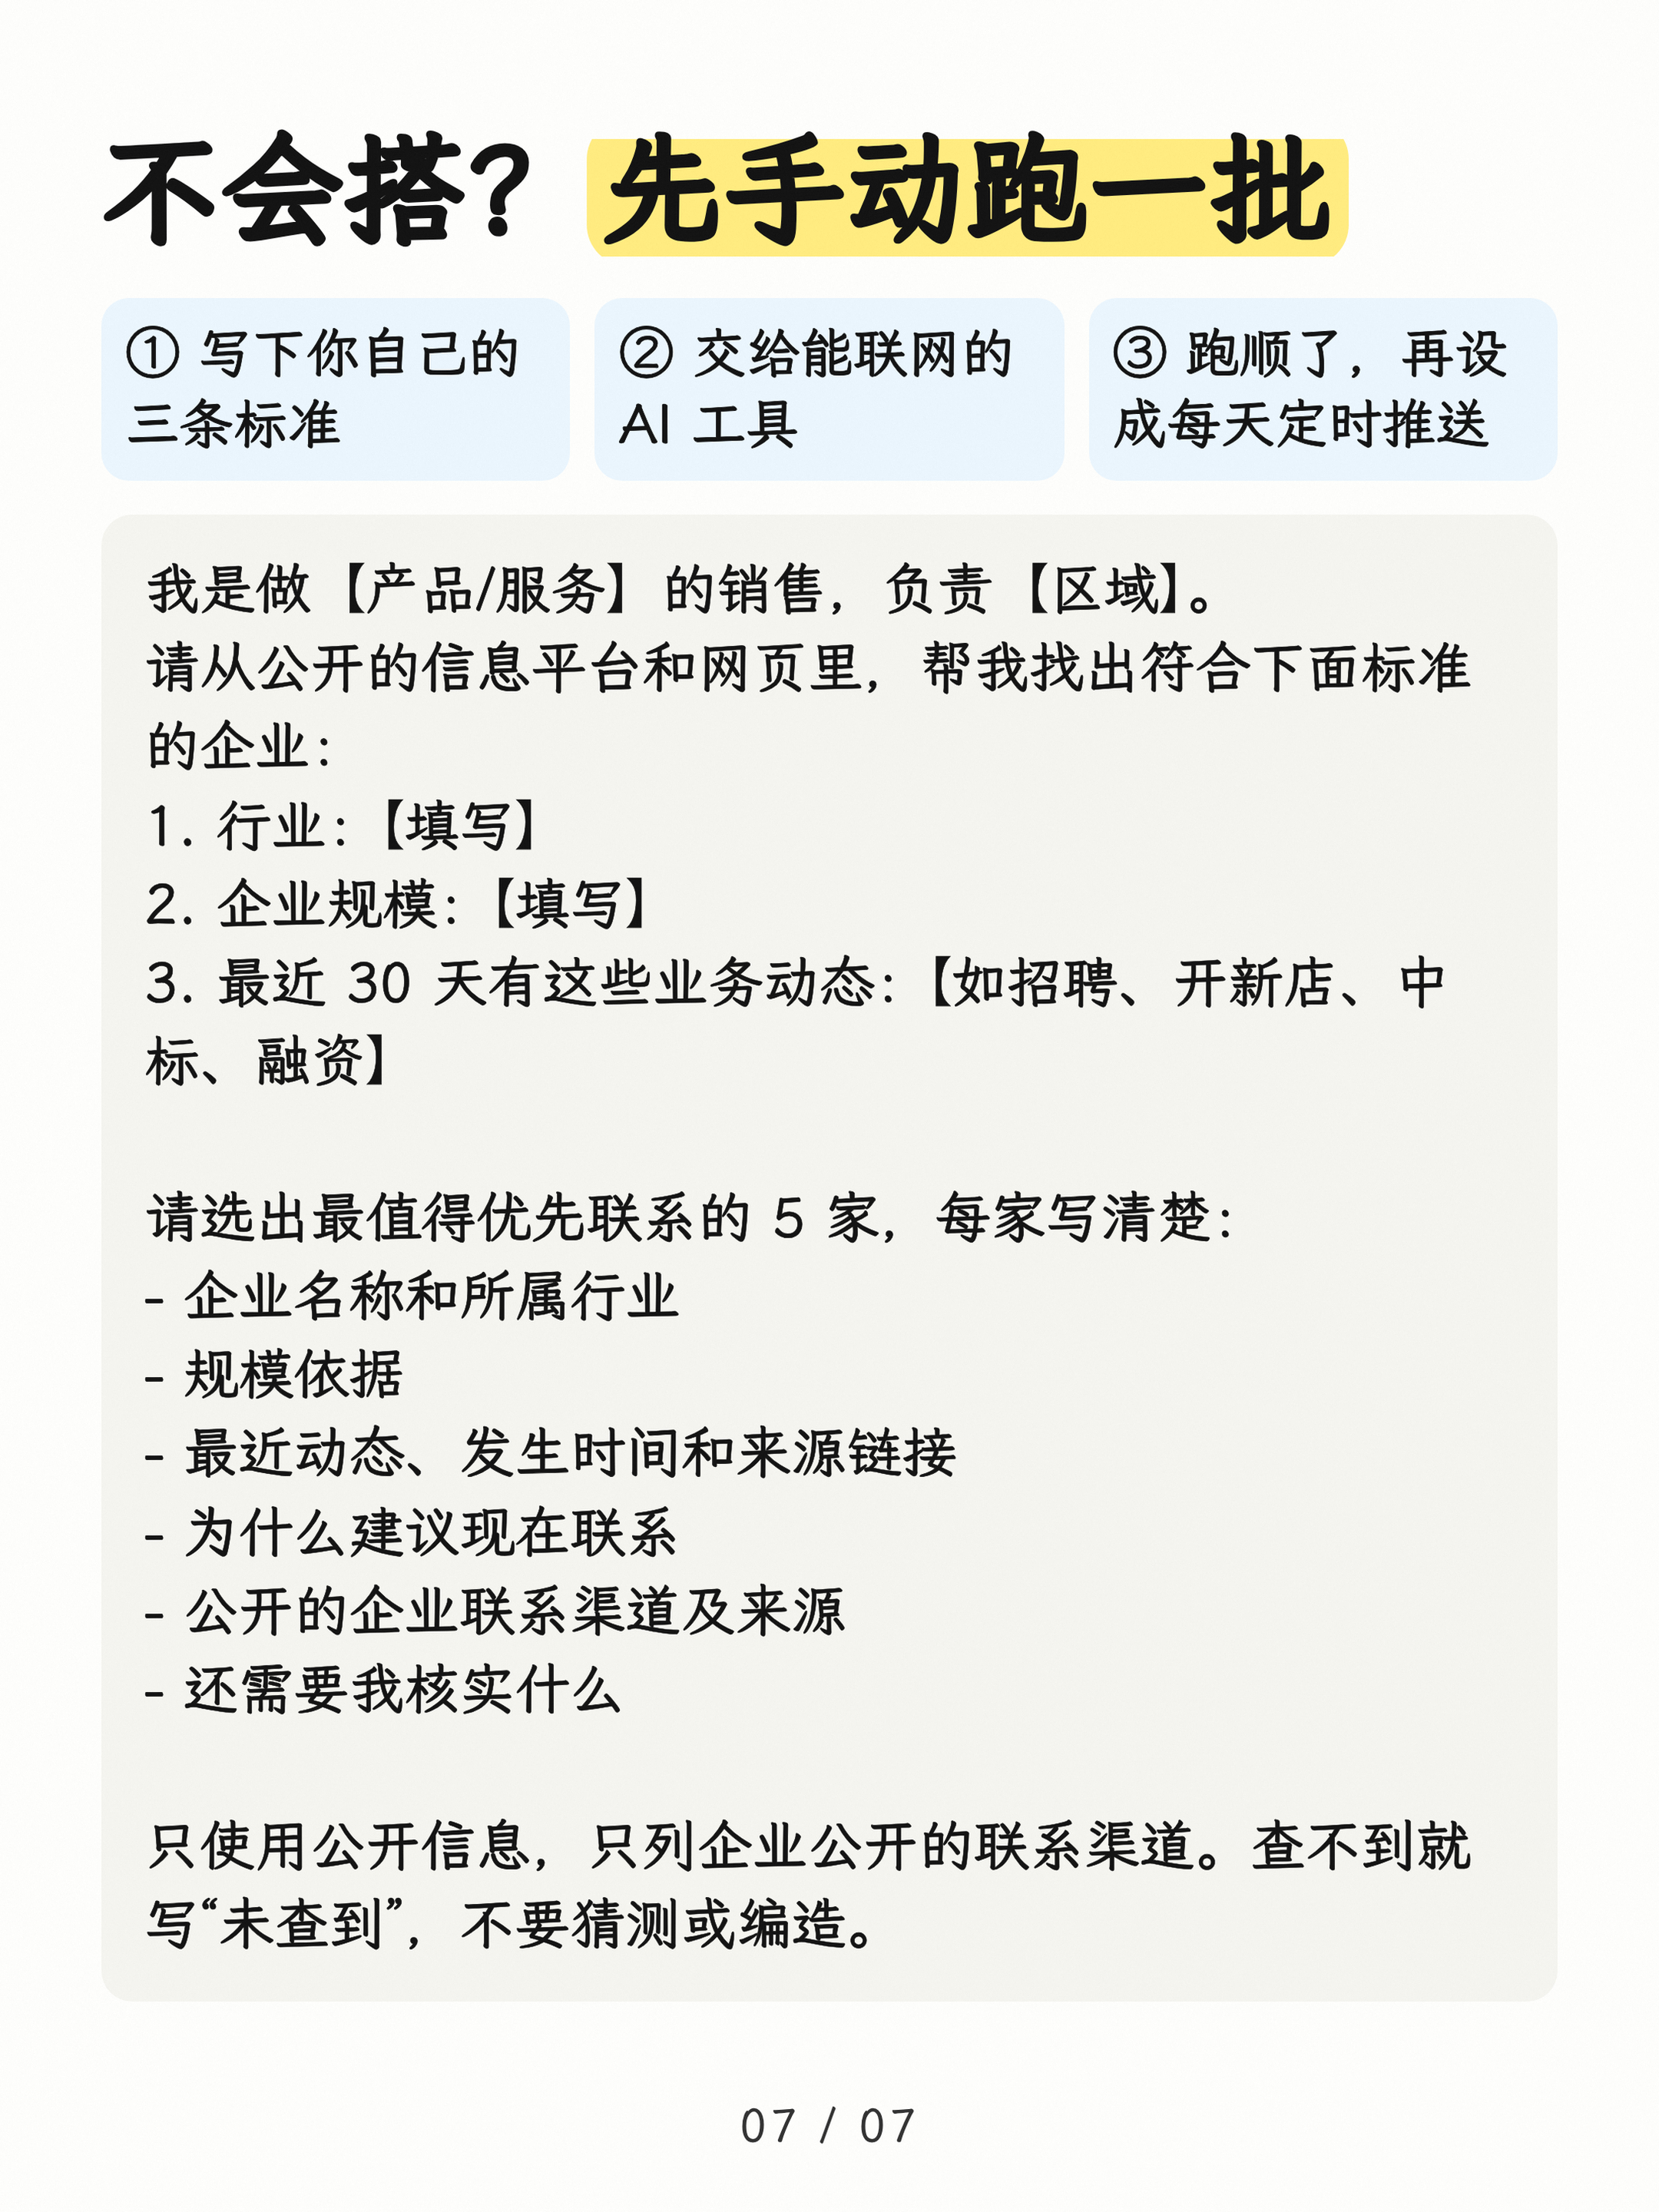 不会搭？ 先手动跑一批
① 写下你自己的
三条标准
② 交给能联网的
AI 工具
③ 跑顺了，再设
成每天定时推送
我是做【产品/服务】的销售，负责【区域】。
请从公开的信息平台和网页里，帮我找出符合下面标准
的企业：
1. 行业：【填写】
2. 企业规模：【填写】
3. 最近 30 天有这些业务动态：【如招聘、开新店、中
标、融资】
请选出最值得优先联系的 5 家，每家写清楚：
- 企业名称和所属行业
- 规模依据
- 最近动态、发生时间和来源链接
- 为什么建议现在联系
- 公开的企业联系渠道及来源
- 还需要我核实什么
只使用公开信息，只列企业公开的联系渠道。查不到就
写“未查到”，不要猜测或编造。
07 / 07